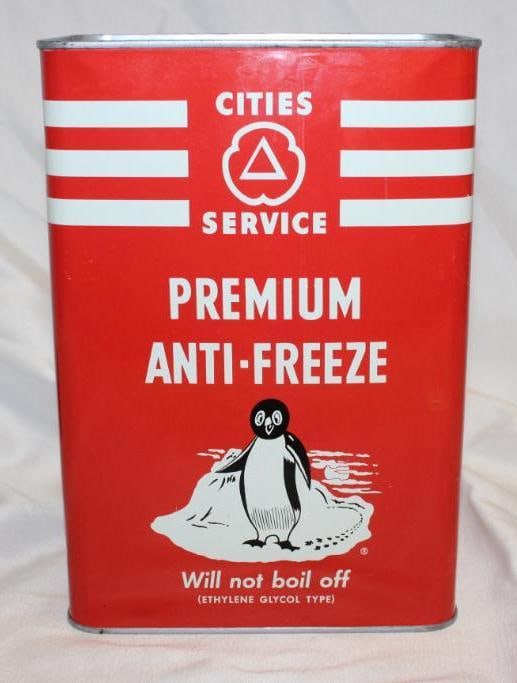 CITIES
SERVICE
PREMIUM
ANTI-FREEZE
®
Will not boil off
(ETHYLENE GLYCOL TYPE)